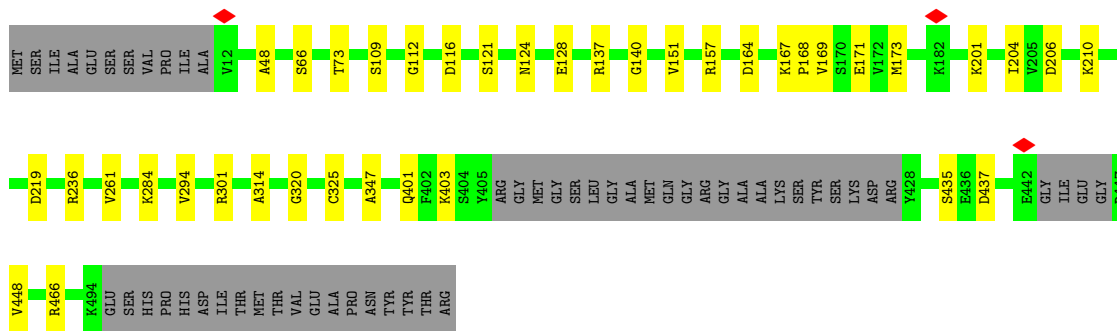 MET SER ILE ALA GLU SER SER VAL PRO ILE ALA V12 A48 S66 T73 S109 G112 D116 S121 N124 E128 R137 G140 V151 R157 D164 K167 P168 V169 S170 E171 V172 M173 K182 K201 I204 V205 D206 K210
D219 R236 V261 K284 V294 R301 A314 G320 C325 A347 Q401 F402 K403 S404 Y405 ARG GLY MET GLY SER LEU GLY ALA MET GLN GLY ARG GLY ALA ALA LYS SER TYR SER LYS ASP ARG Y428 S435 E436 D437 E442 GLY ILE GLU GLY
V448 R466 K494 GLU SER HIS PRO HIS ASP ILE THR MET THR VAL GLU ALA PRO ASN TYR TYR THR ARG